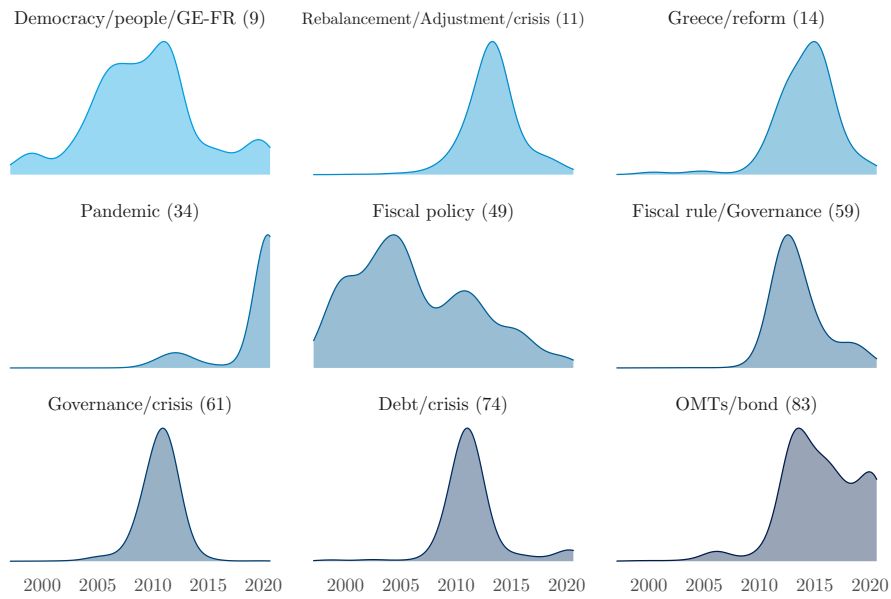 Democracy/people/GE-FR (9)
Rebalancement/Adjustment/crisis (11)
Greece/reform (14)
Pandemic (34)
Fiscal policy (49)
Fiscal rule/Governance (59)
Governance/crisis (61)
Debt/crisis (74)
OMTs/bond (83)
2000 2005 2010 2015 2020
2000 2005 2010 2015 2020
2000 2005 2010 2015 2020